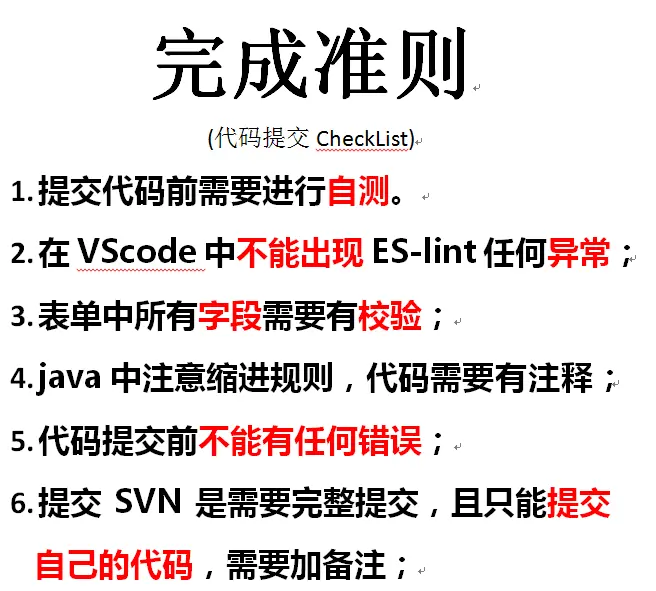 完成准则
(代码提交 CheckList)
1.提交代码前需要进行自测。
2.在 VScode 中不能出现 ES-lint 任何异常；
3.表单中所有字段需要有校验；
4.java 中注意缩进规则，代码需要有注释；
5.代码提交前不能有任何错误；
6.提交 SVN 是需要完整提交，且只能提交
自己的代码，需要加备注；